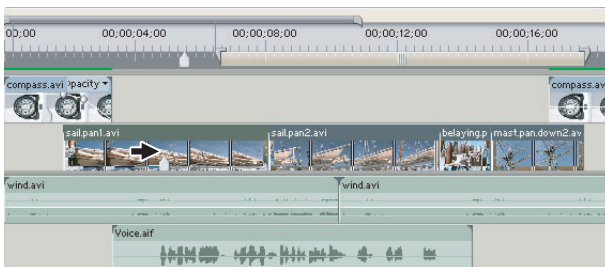 00;00 00;00;04;00 00;00;08;00 00;00;12;00 00;00;16;00
compass.avi pacity compass.av
sail.pan1.avi sail.pan2.avi belaying.p mast.pan.down2.av
wind.avi wind.avi
Voice.aif